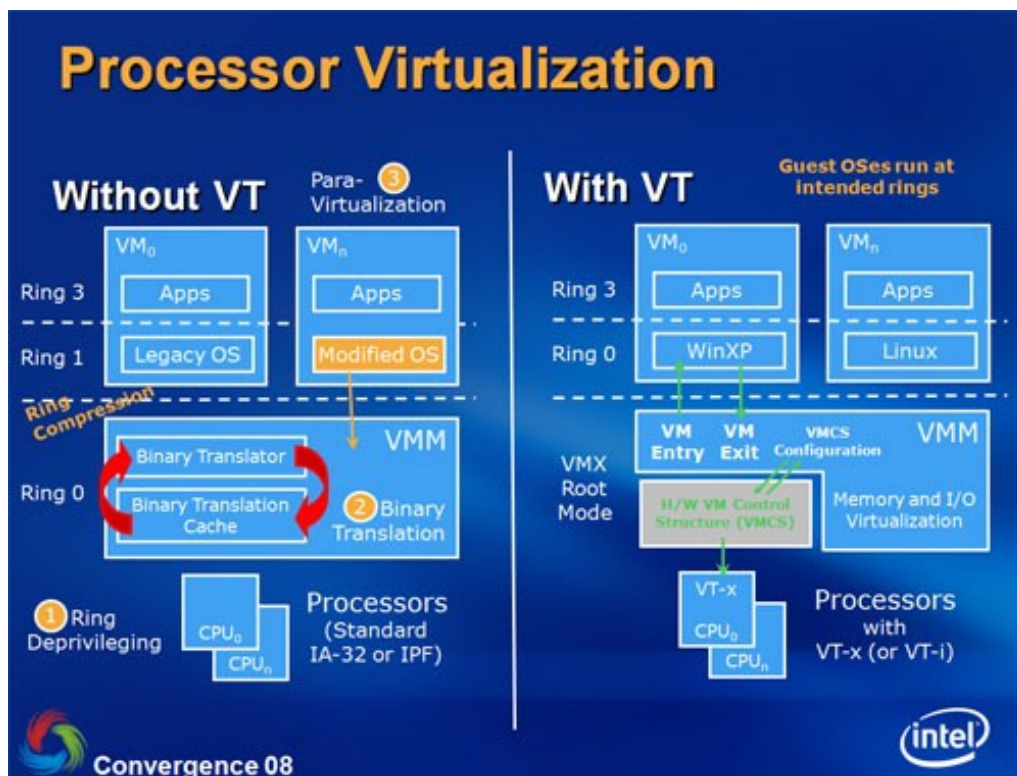 Processor Virtualization
Without VT
Para- 3
Virtualization
VM0
VMn
Ring 3
Apps
Apps
Ring 1
Legacy OS
Modified OS
Ring
Compression
VMM
Binary Translator
Ring 0
Binary Translation
Cache
2 Binary
Translation
1 Ring
Deprivileging
CPU0
CPUn
Processors
(Standard
IA-32 or IPF)
With VT
Guest OSes run at
intended rings
VM0
VMn
Ring 3
Apps
Apps
Ring 0
WinXP
Linux
VM
Entry
VM
Exit
VMCS
Configuration
VMM
VMX
Root
Mode
H/W VM Control
Structure (VMCS)
Memory and I/O
Virtualization
VT-x
CPU0
CPUn
Processors
with
VT-x (or VT-i)
Convergence 08
intel